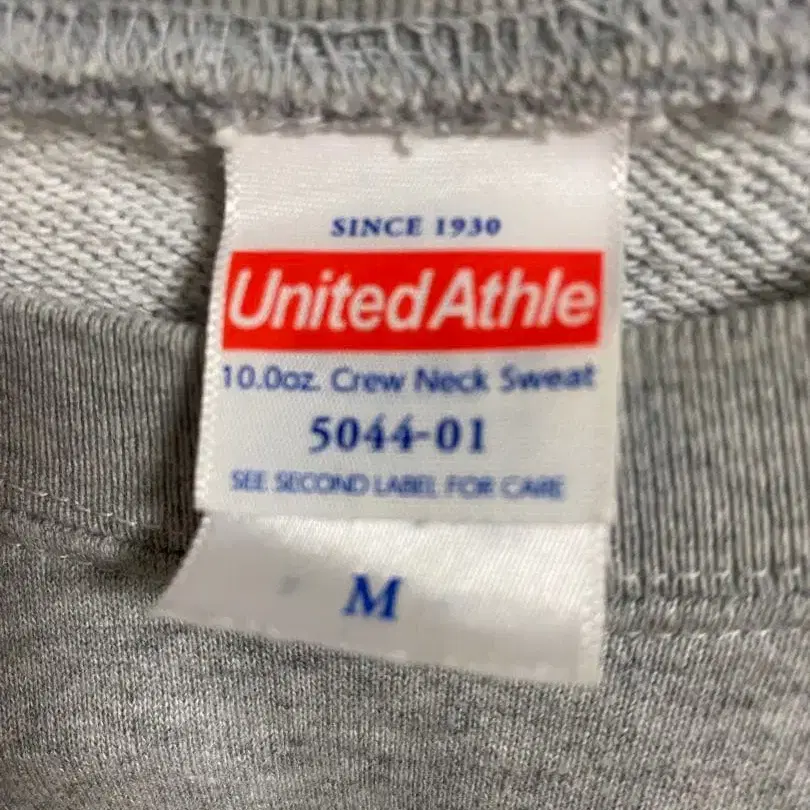 SINCE 1930
United Athle
10.0oz. Crew Neck Sweat
5044-01
SEE SECOND LABEL FOR CARE
M